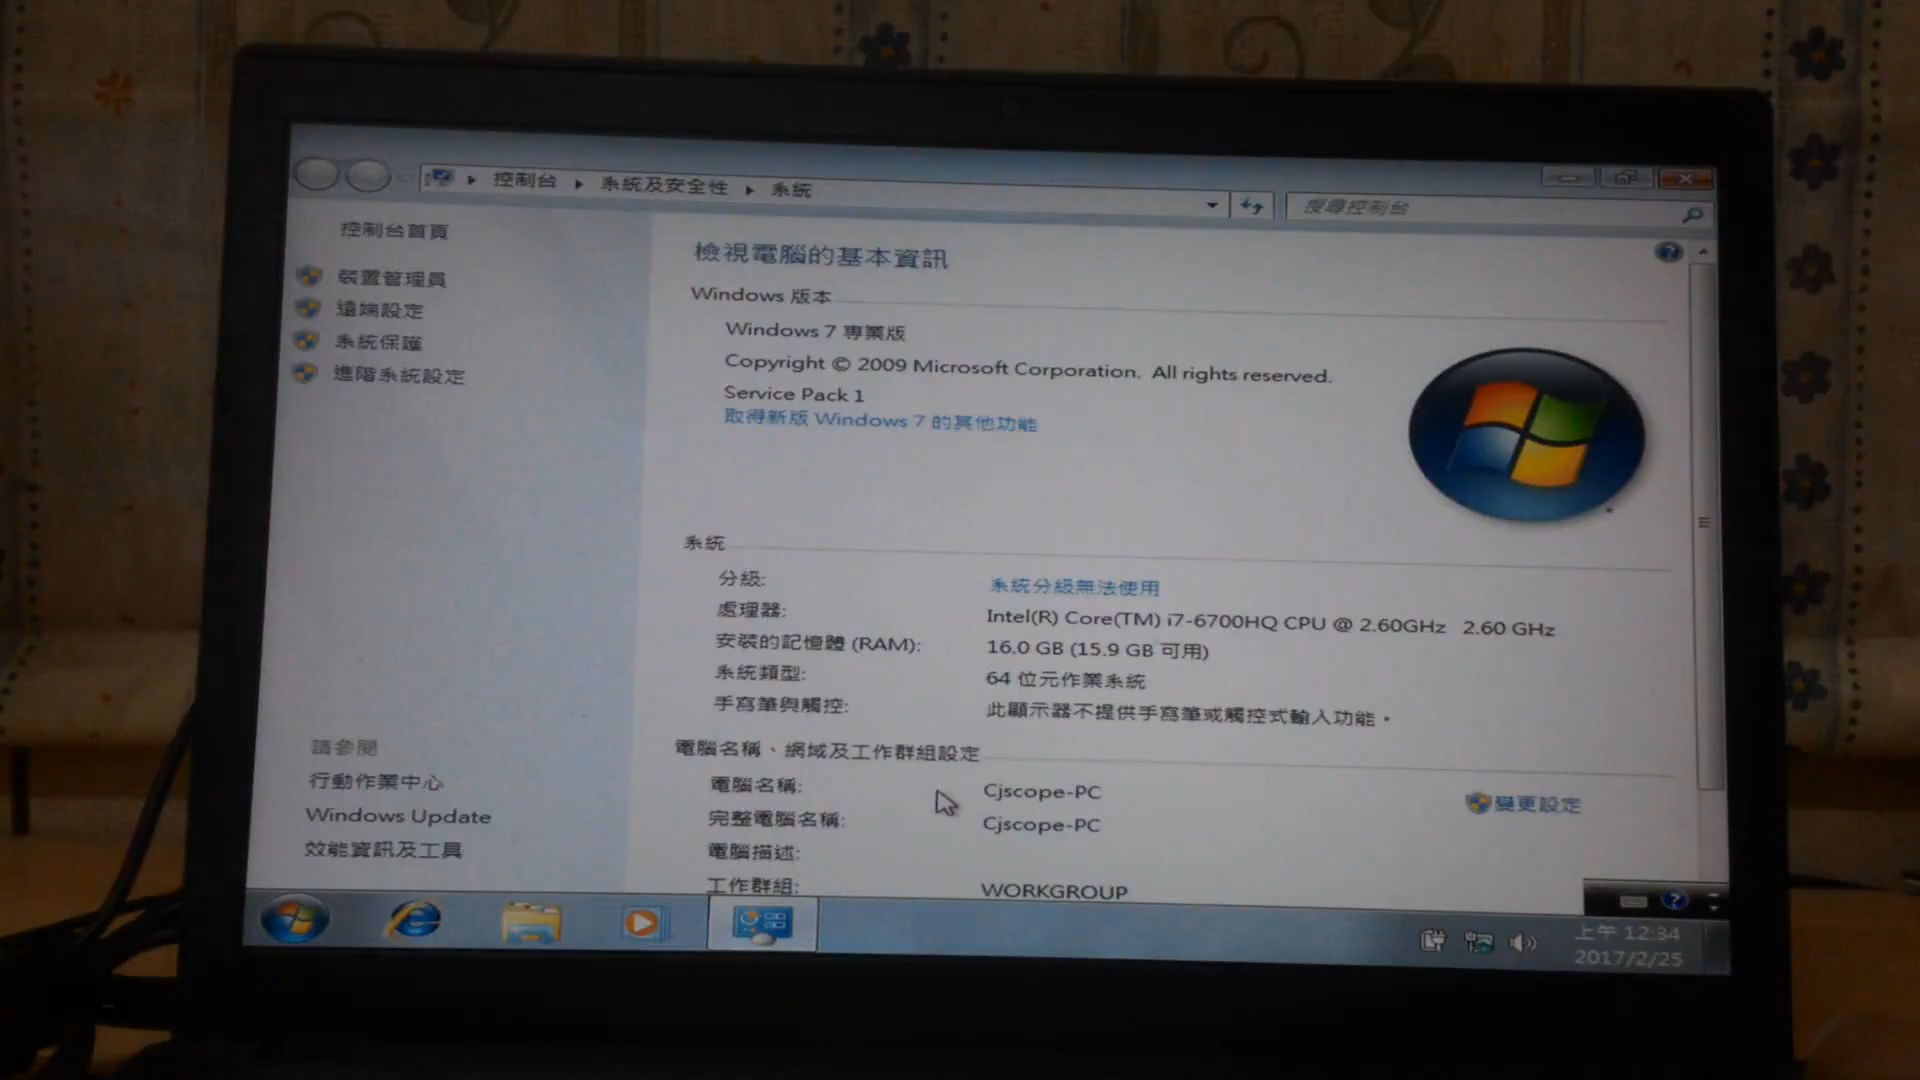 控制台 ▸ 系統及安全性 ▸ 系統
搜尋控制台
控制台首頁
裝置管理員
遠端設定
系統保護
進階系統設定
請參閱
行動作業中心
Windows Update
效能資訊及工具
檢視電腦的基本資訊
Windows 版本
Windows 7 專業版
Copyright © 2009 Microsoft Corporation. All rights reserved.
Service Pack 1
取得新版 Windows 7 的其他功能
系統
分級: 系統分級無法使用
處理器: Intel(R) Core(TM) i7-6700HQ CPU @ 2.60GHz 2.60 GHz
安裝的記憶體 (RAM): 16.0 GB (15.9 GB 可用)
系統類型: 64 位元作業系統
手寫筆與觸控: 此顯示器不提供手寫筆或觸控式輸入功能。
電腦名稱、網域及工作群組設定
電腦名稱: Cjscope-PC
變更設定
完整電腦名稱: Cjscope-PC
電腦描述:
工作群組: WORKGROUP
上午 12:34
2017/2/25